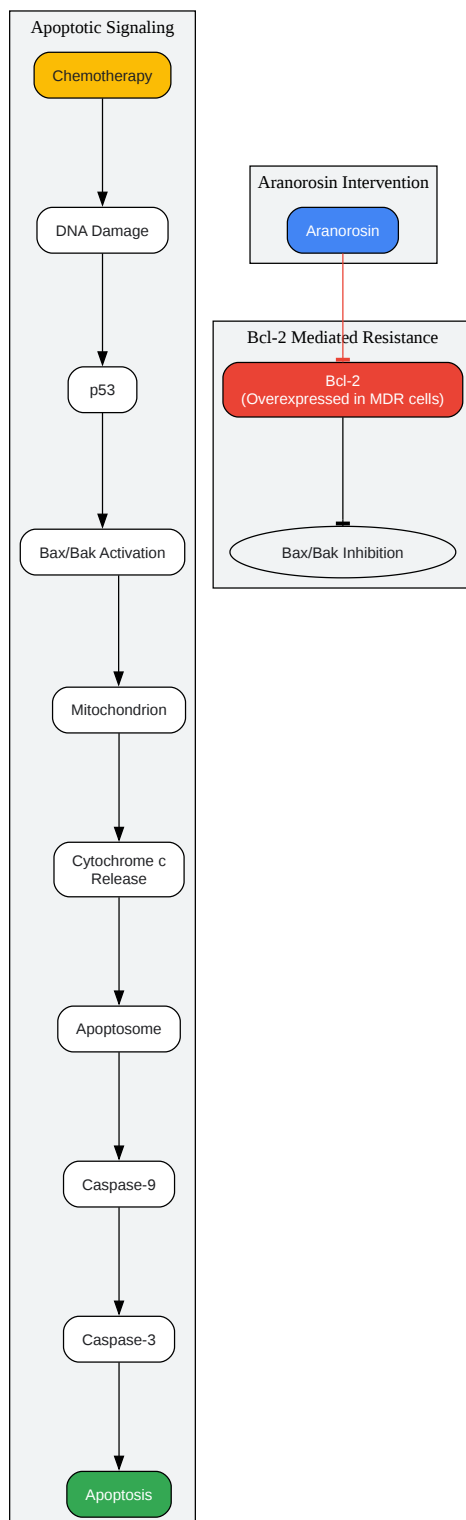 Apoptotic Signaling
Chemotherapy
DNA Damage
p53
Bax/Bak Activation
Mitochondrion
Cytochrome c
Release
Apoptosome
Caspase-9
Caspase-3
Apoptosis
Aranorosin Intervention
Aranorosin
Bcl-2 Mediated Resistance
Bcl-2
(Overexpressed in MDR cells)
Bax/Bak Inhibition